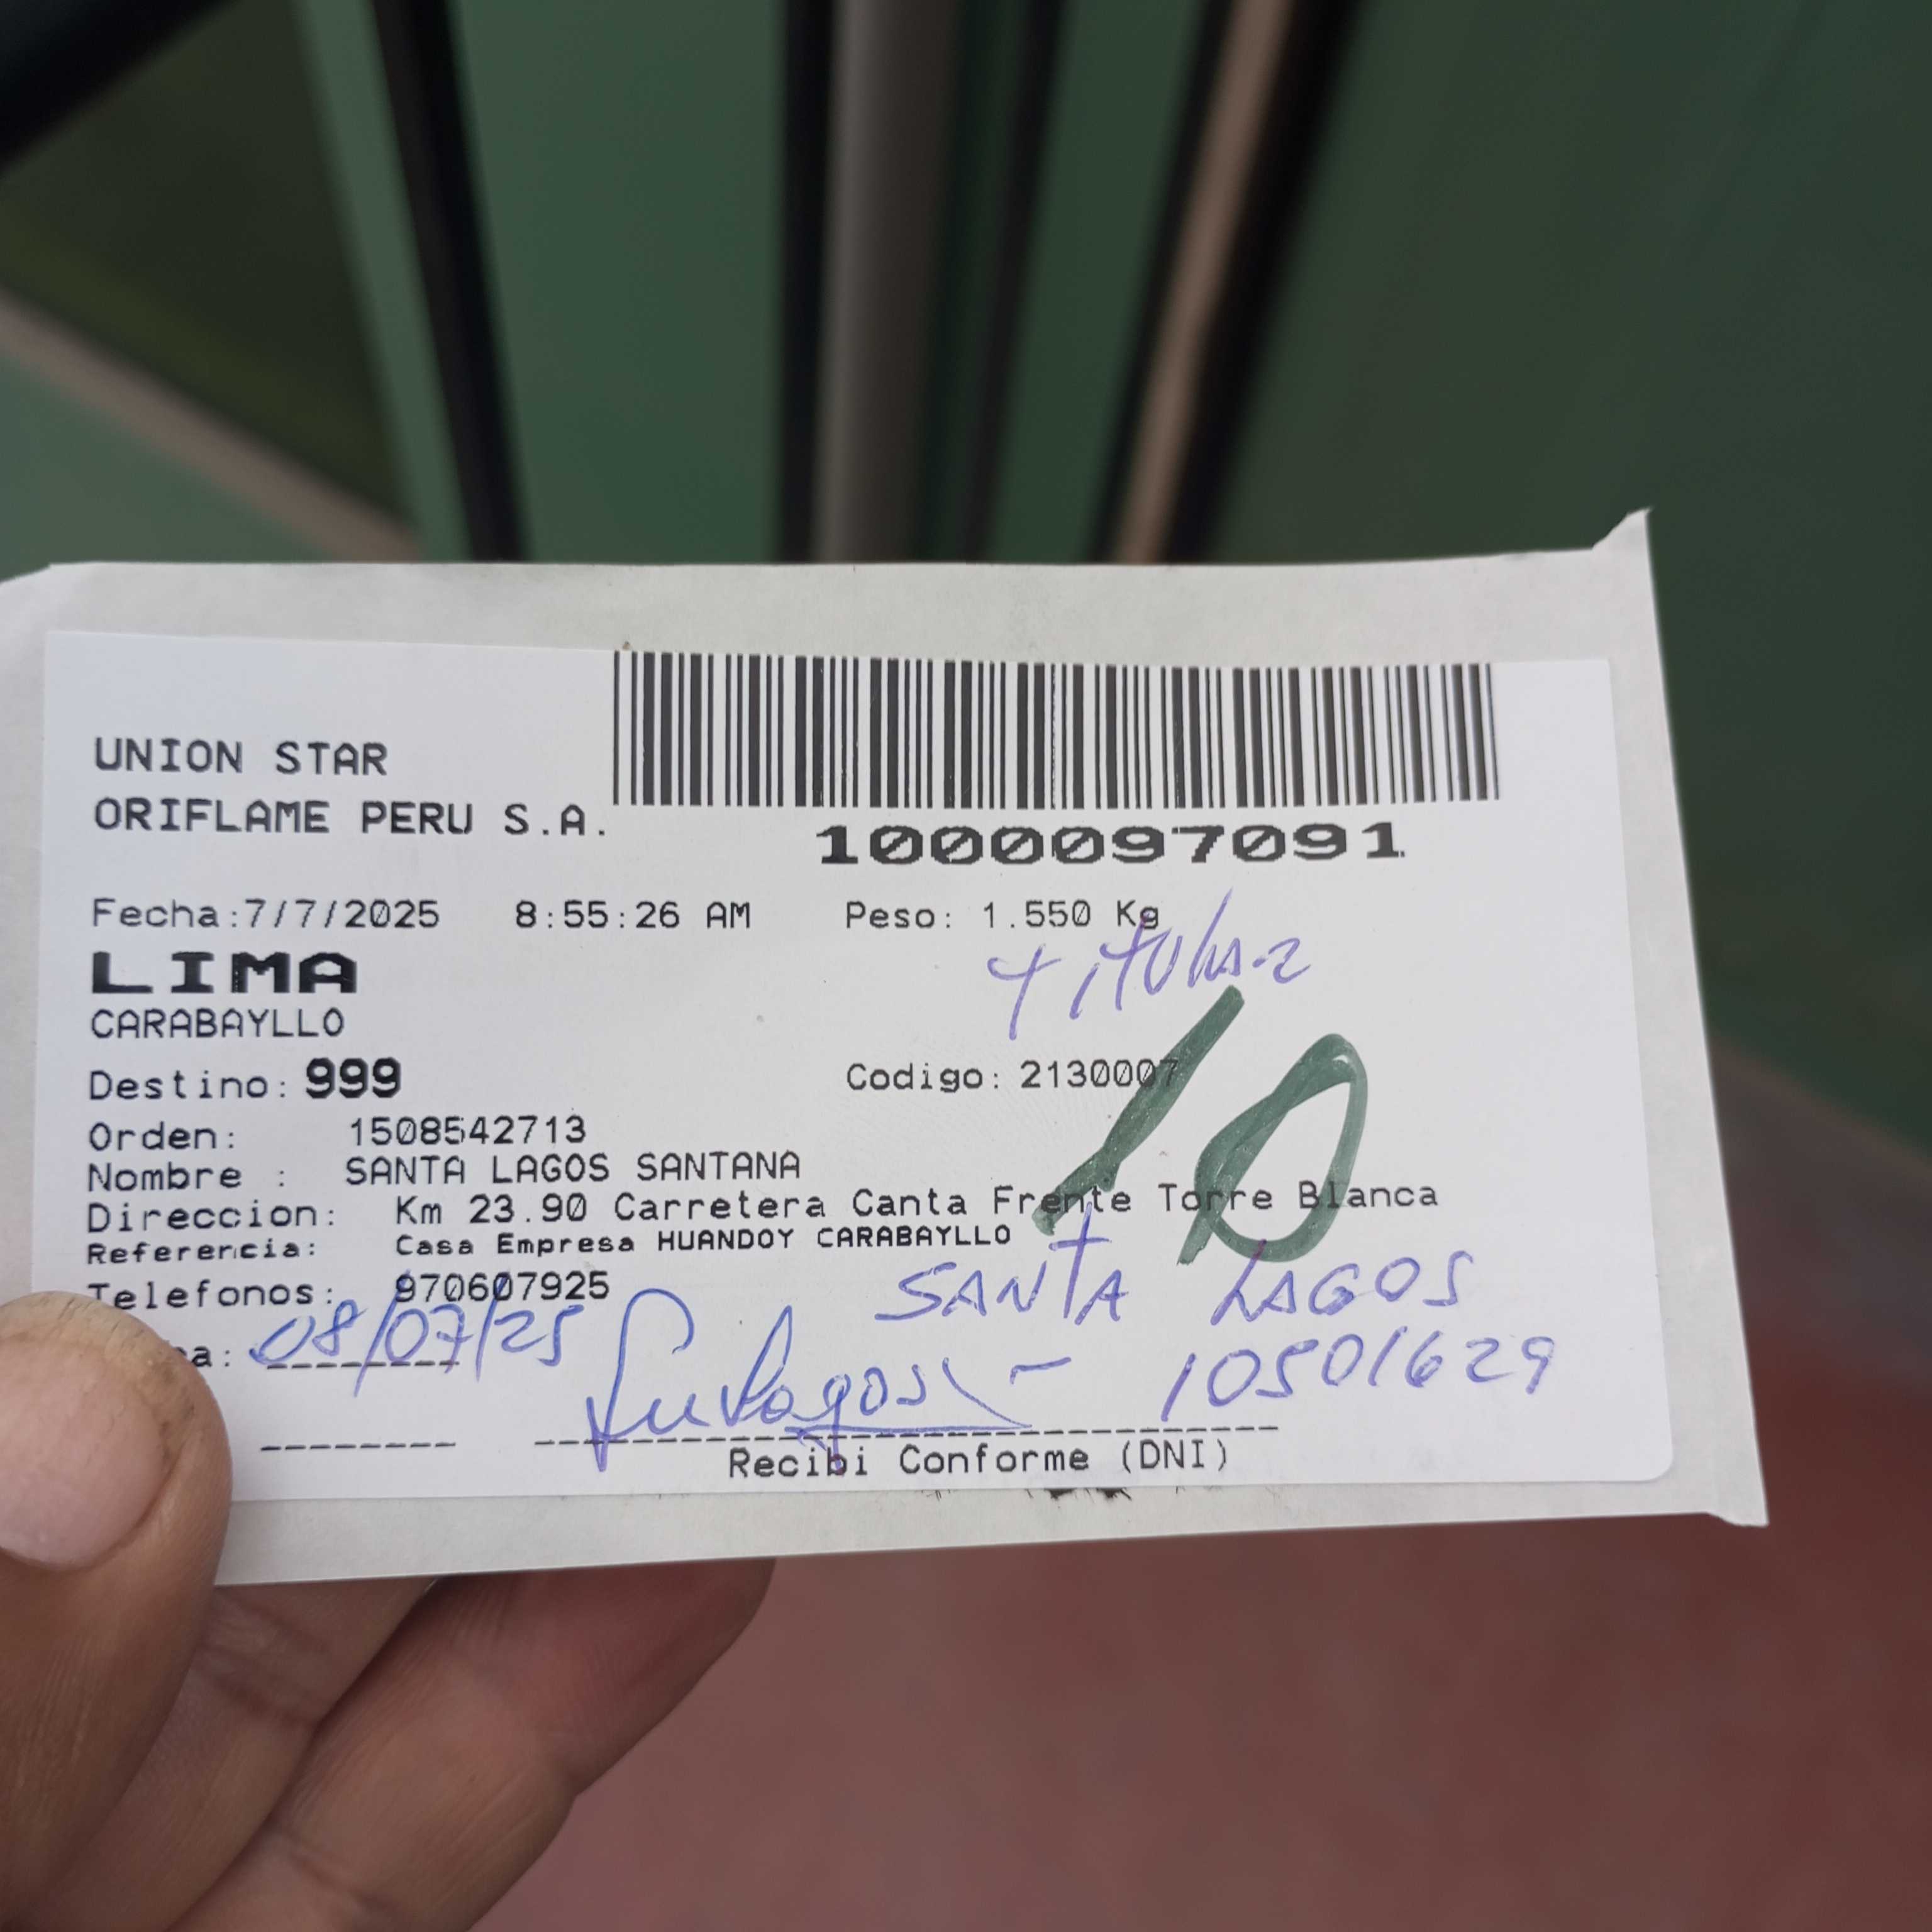 UNION STAR
ORIFLAME PERU S.A.
1000097091
Fecha:7/7/2025 8:55:26 AM Peso: 1.550 Kg
Titular
LIMA
CARABAYLLO
Destino: 999 Codigo: 2130007
10
Orden: 1508542713
Nombre : SANTA LAGOS SANTANA
Direccion: Km 23.90 Carretera Canta Frente Torre Blanca
Referencia: Casa Empresa HUANDOY CARABAYLLO
Telefonos: 970607925
SANTA LAGOS
a: 08/07/25
10501629
Recibi Conforme (DNI)